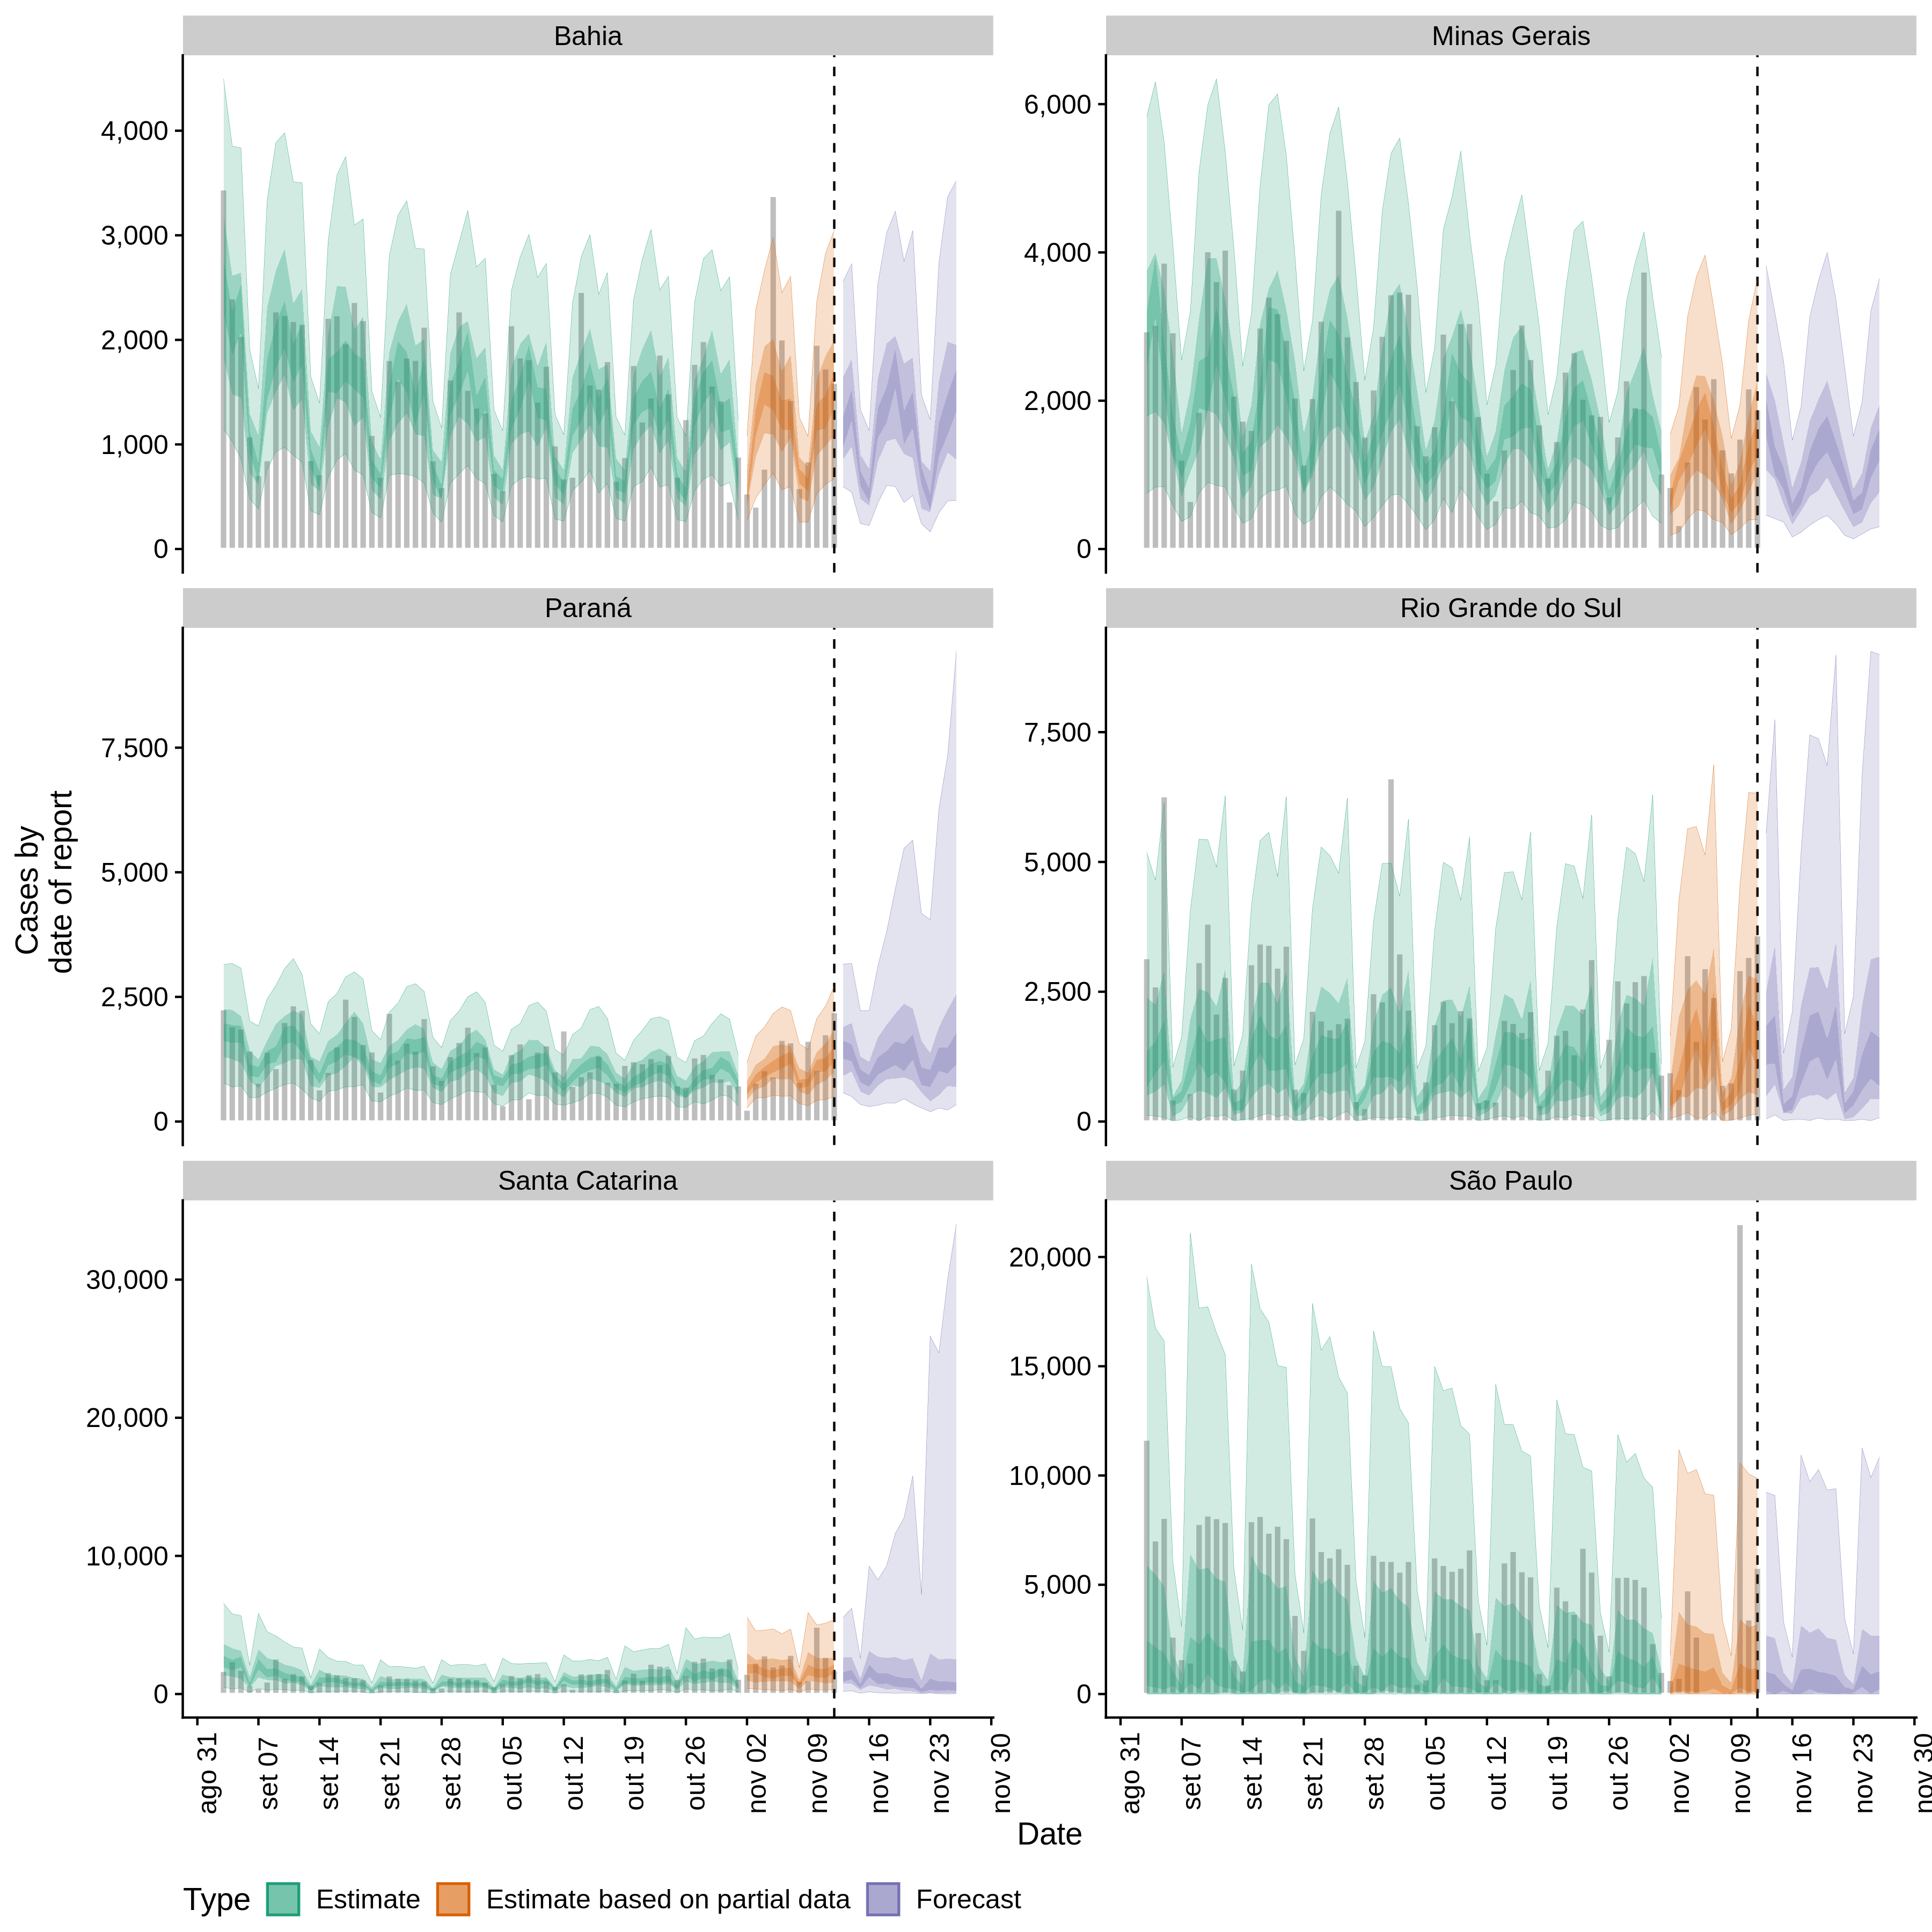 Bahia
Minas Gerais
4,000
3,000
2,000
1,000
0
6,000
4,000
2,000
0
Paraná
Rio Grande do Sul
7,500
5,000
2,500
0
7,500
5,000
2,500
0
Cases by
date of report
Santa Catarina
São Paulo
30,000
20,000
10,000
0
20,000
15,000
10,000
5,000
0
ago 31
set 07
set 14
set 21
set 28
out 05
out 12
out 19
out 26
nov 02
nov 09
nov 16
nov 23
nov 30
ago 31
set 07
set 14
set 21
set 28
out 05
out 12
out 19
out 26
nov 02
nov 09
nov 16
nov 23
nov 30
Date
Type Estimate Estimate based on partial data Forecast